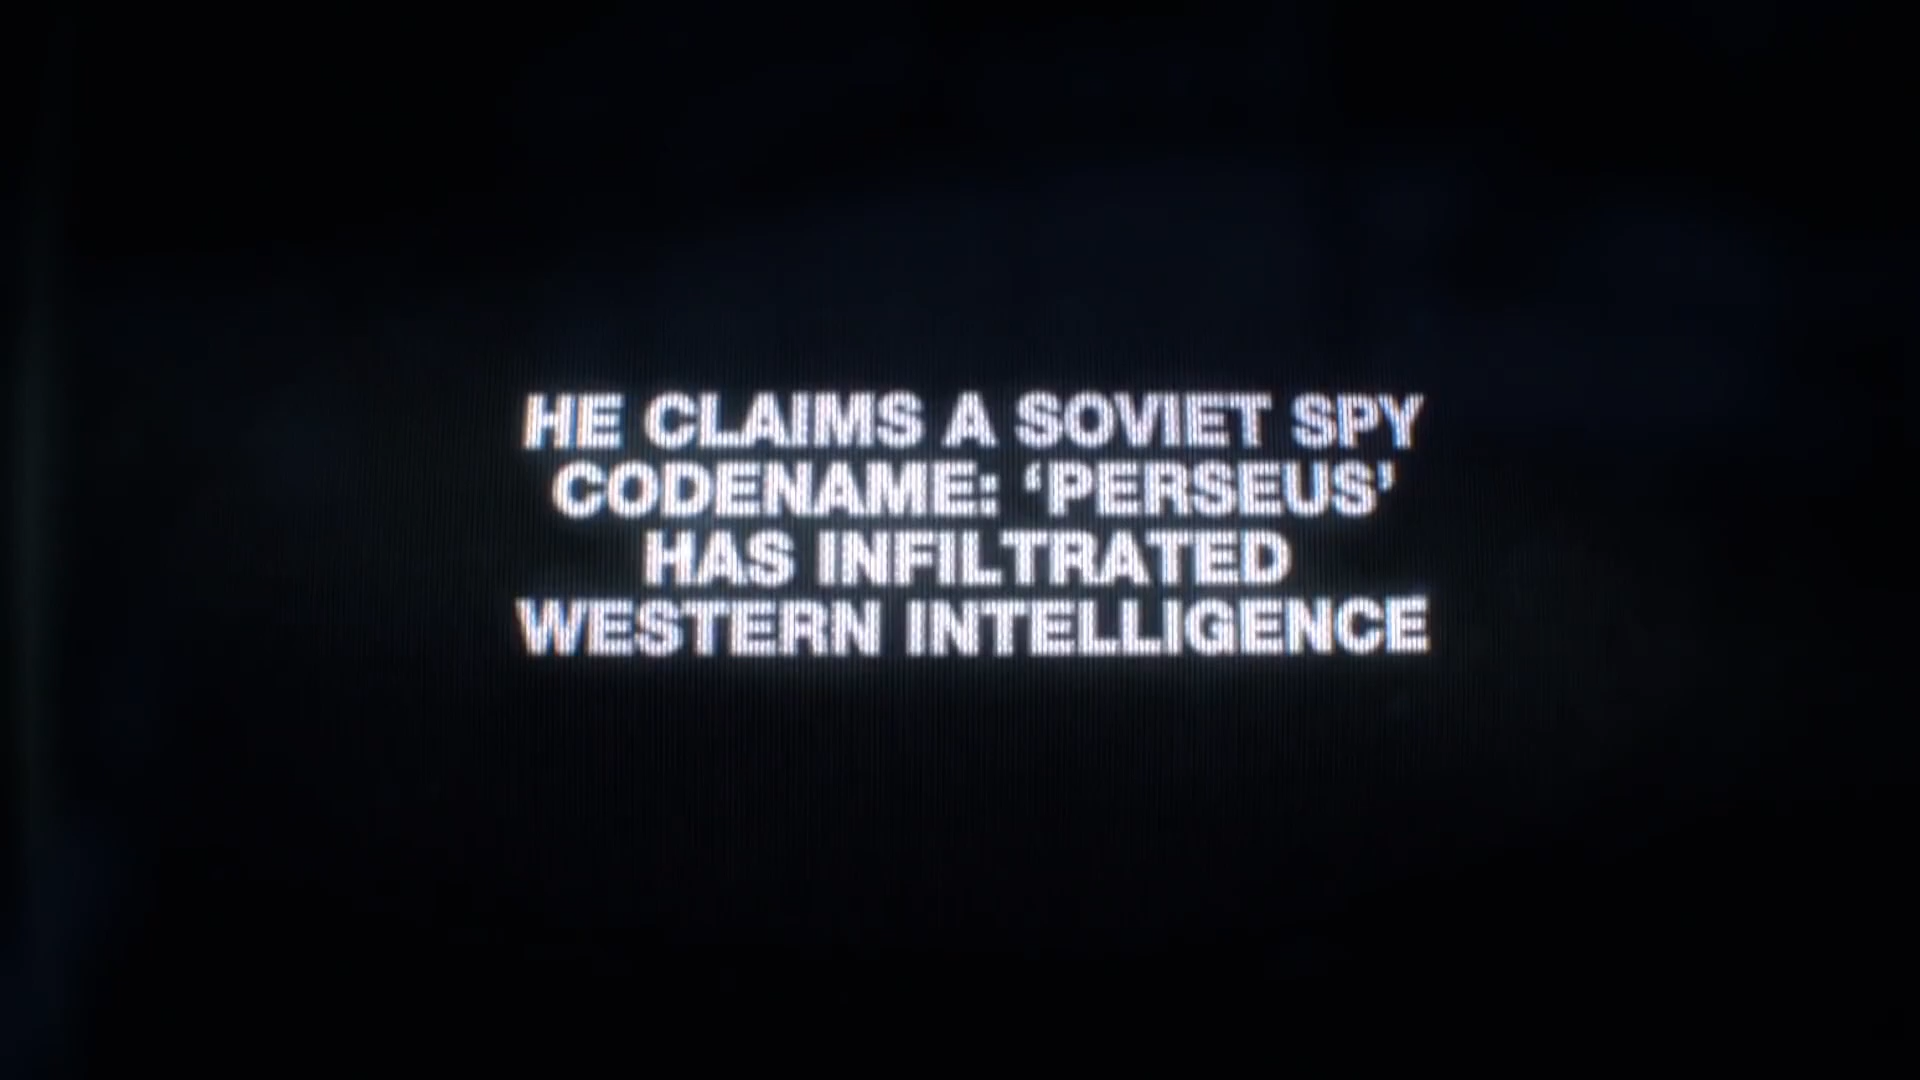 HE CLAIMS A SOVIET SPY
CODENAME: ‘PERSEUS’
HAS INFILTRATED
WESTERN INTELLIGENCE